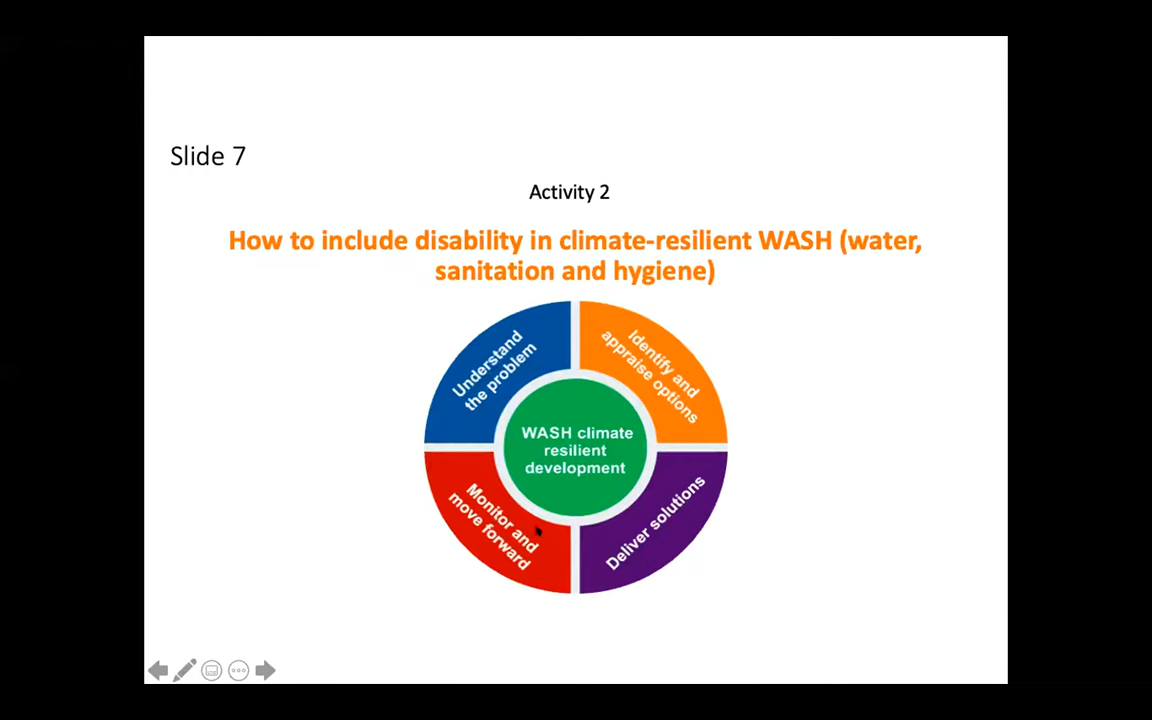 Slide 7
Activity 2
How to include disability in climate-resilient WASH (water,
sanitation and hygiene)
Understand
the problem
Identify and
appraise options
WASH climate
resilient
development
Monitor and
move forward
Deliver solutions